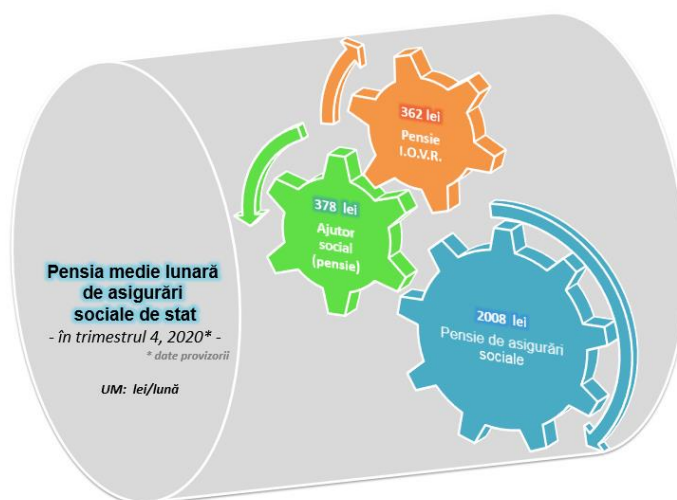 Pensia medie lunară
de asigurări
sociale de stat
- în trimestrul 4, 2020* -
* date provizorii
UM: lei/lună
362 lei
Pensie
I.O.V.R.
378 lei
Ajutor
social
(pensie)
2008 lei
Pensie de asigurări
sociale